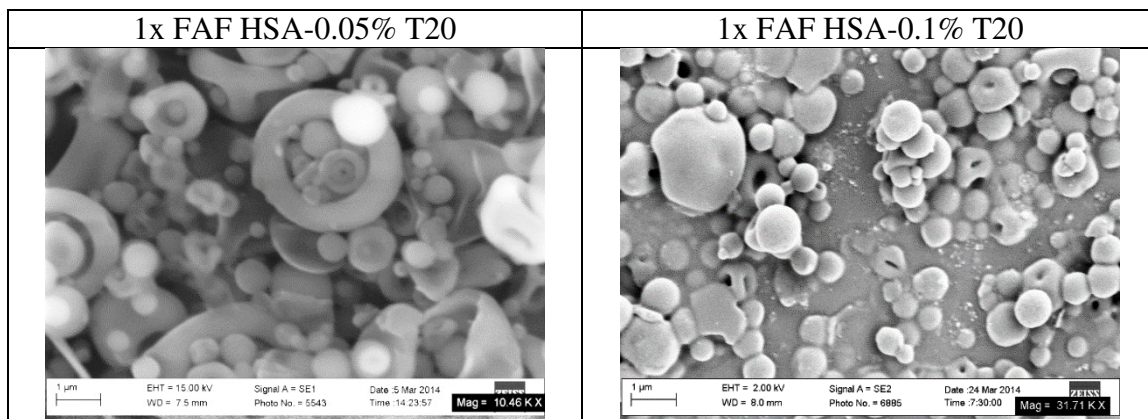 1x FAF HSA-0.05% T20
1x FAF HSA-0.1% T20
1 µm
EHT = 15.00 kV
WD = 7.5 mm
Signal A = SE1
Photo No. = 5543
Date :5 Mar 2014
Time :14:23:57
ZEISS
Mag = 10.46 K X
1 µm
EHT = 2.00 kV
WD = 8.0 mm
Signal A = SE2
Photo No. = 6885
Date :24 Mar 2014
Time :7:30:00
ZEISS
Mag = 31.71 K X